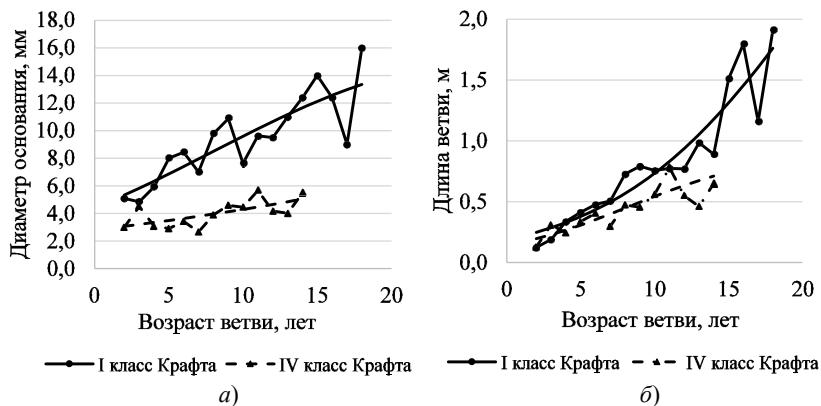 Диаметр основания, мм
18,0
16,0
14,0
12,0
10,0
8,0
6,0
4,0
2,0
0,0
0 5 10 15 20
Возраст ветви, лет
I класс Крафта IV класс Крафта
а)
Длина ветви, м
2,0
1,5
1,0
0,5
0,0
0 5 10 15 20
Возраст ветви, лет
I класс Крафта IV класс Крафта
б)